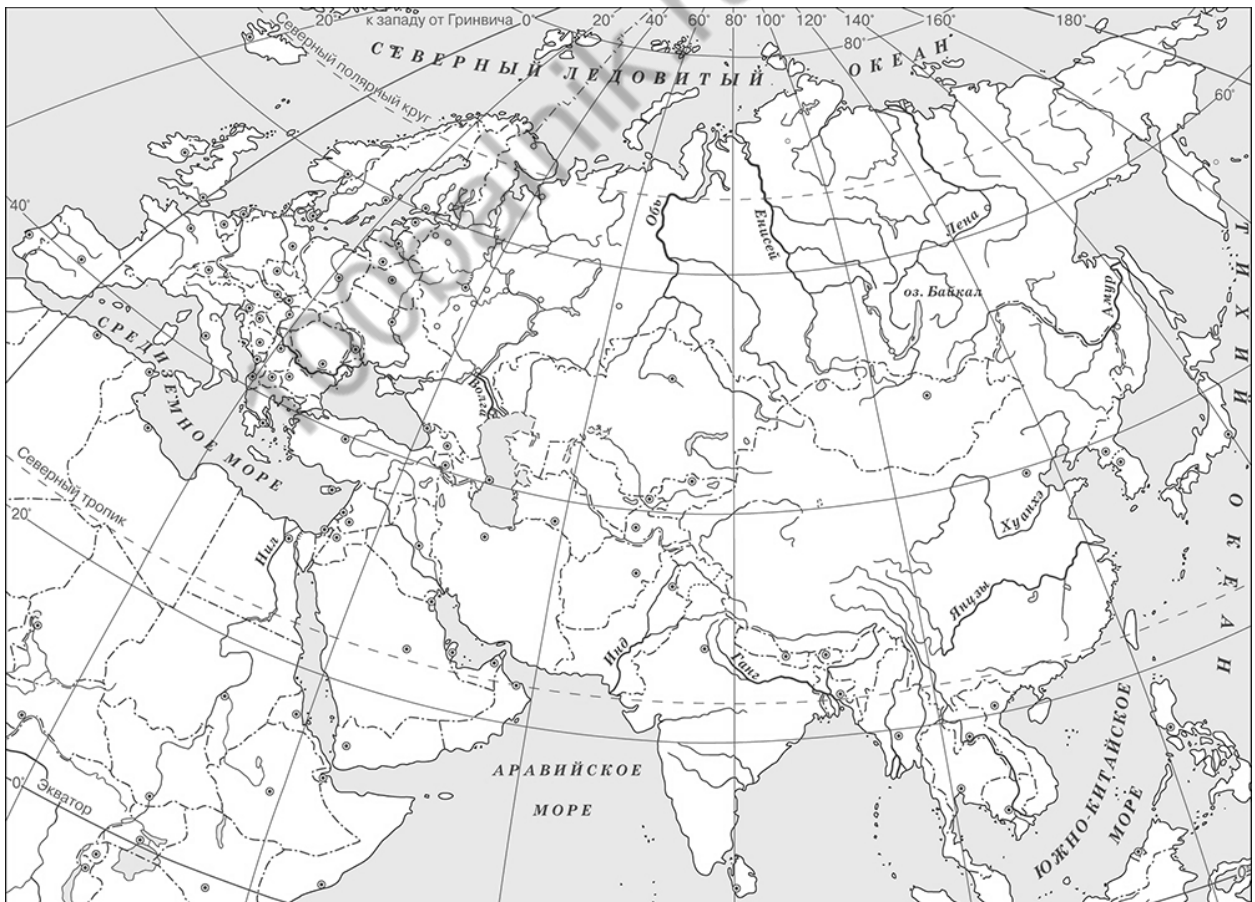 20° к западу от Гринвича 0° 20° 40° 60° 80° 100° 120° 140° 160° 180°
СЕВЕРНЫЙ ЛЕДОВИТЫЙ ОКЕАН
80°
60°
Северный полярный круг
40°
Обь
Енисей
Лена
оз. Байкал
Амур
ТИХИЙ ОКЕАН
СРЕДИЗЕМНОЕ МОРЕ
Волга
Северный тропик
20°
Нил
Хуанхэ
Янцзы
Инд
Ганг
АРАВИЙСКОЕ
МОРЕ
ЮЖНО-КИТАЙСКОЕ
МОРЕ
Экватор
0°
0°